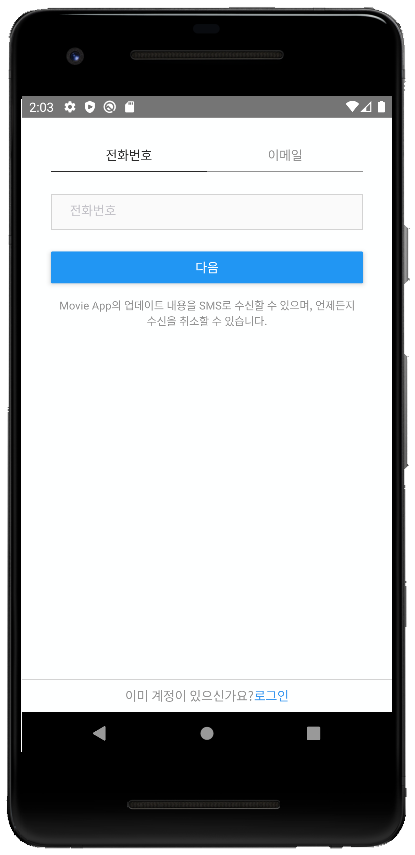 2:03
전화번호 이메일
전화번호
다음
Movie App의 업데이트 내용을 SMS로 수신할 수 있으며, 언제든지
수신을 취소할 수 있습니다.
이미 계정이 있으신가요?로그인